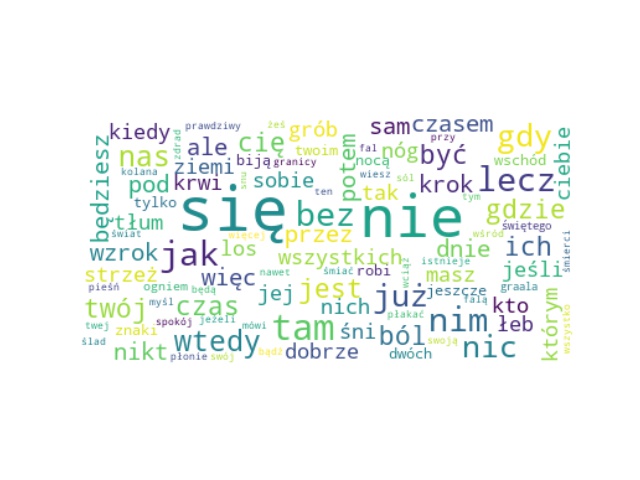 kiedy prawdziwy żeś grób sam czasem gdy
będziesz zdrad ale cię twoim potem fal nóg przy być wschód ciebie
nas ziemi biją granicy nocą
kolana pod krwi snu sobie ten tak wiesz sól krok lecz
tylko się bez nie tym gdzie
tłum świat więcej przez wśród świętego
wzrok jak los wszystkich dnie ich śmierci
strzeż więc nawet śmiać robi wciąż istnieje masz jeśli
pieśń ogniem będą jej jest już jeszcze graala
twój myśl czas nich płakać falą kto którym
twej znaki spokój jeżeli mówi tam śni ból nim łeb wszystko
ślad nikt płonie wtedy swój bądź dobrze dwóch swoją nic